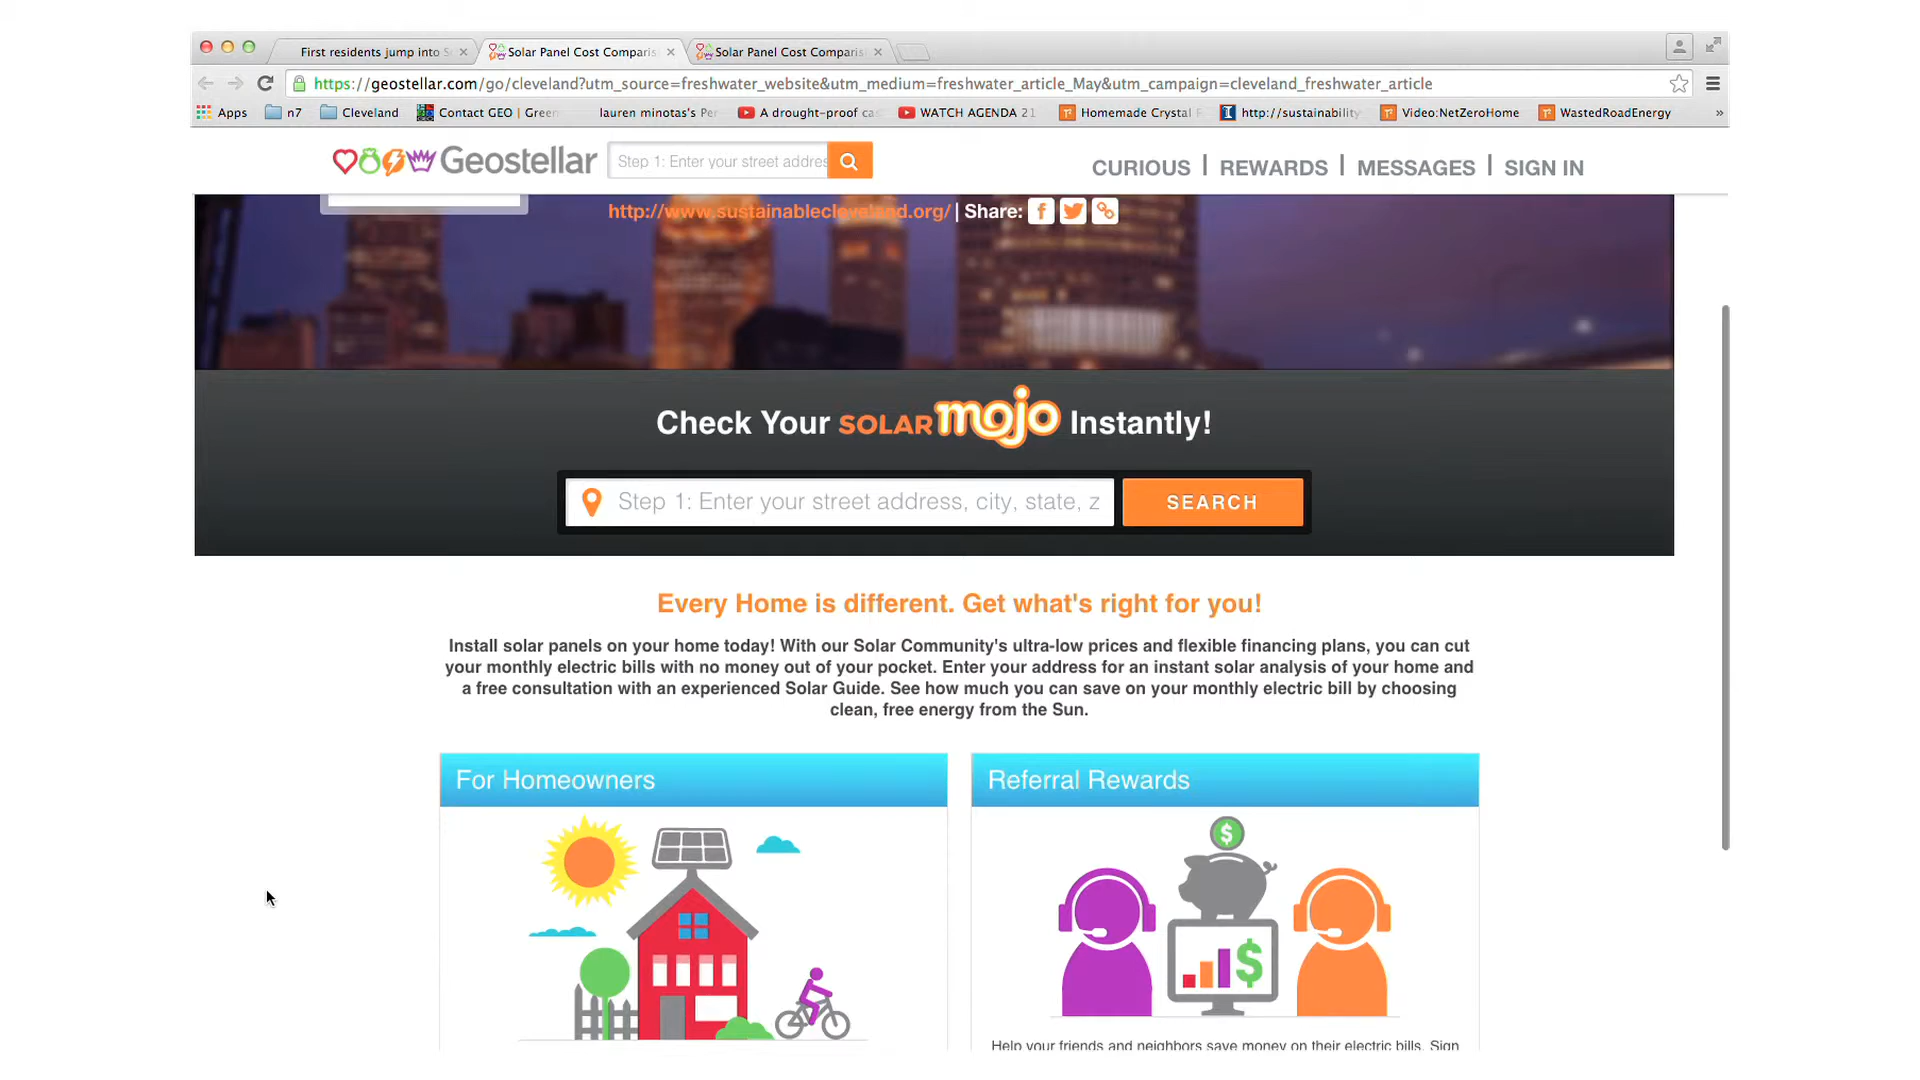 First residents jump into S
Solar Panel Cost Comparis
Solar Panel Cost Comparis
https://geostellar.com/go/cleveland?utm_source=freshwater_website&utm_medium=freshwater_article_May&utm_campaign=cleveland_freshwater_article
Apps n7 Cleveland Contact GEO | Green lauren minotas's Per A drought-proof ca WATCH AGENDA 21 Homemade Crystal R http://sustainability Video:NetZeroHome WastedRoadEnergy »
Geostellar Step 1: Enter your street addres CURIOUS | REWARDS | MESSAGES | SIGN IN
http://www.sustainablecleveland.org/ | Share:
Check Your SOLAR mojo Instantly!
Step 1: Enter your street address, city, state, z SEARCH
Every Home is different. Get what's right for you!
Install solar panels on your home today! With our Solar Community's ultra-low prices and flexible financing plans, you can cut
your monthly electric bills with no money out of your pocket. Enter your address for an instant solar analysis of your home and
a free consultation with an experienced Solar Guide. See how much you can save on your monthly electric bill by choosing
clean, free energy from the Sun.
For Homeowners
Referral Rewards
$
$
Help your friends and neighbors save money on their electric bills. Sign